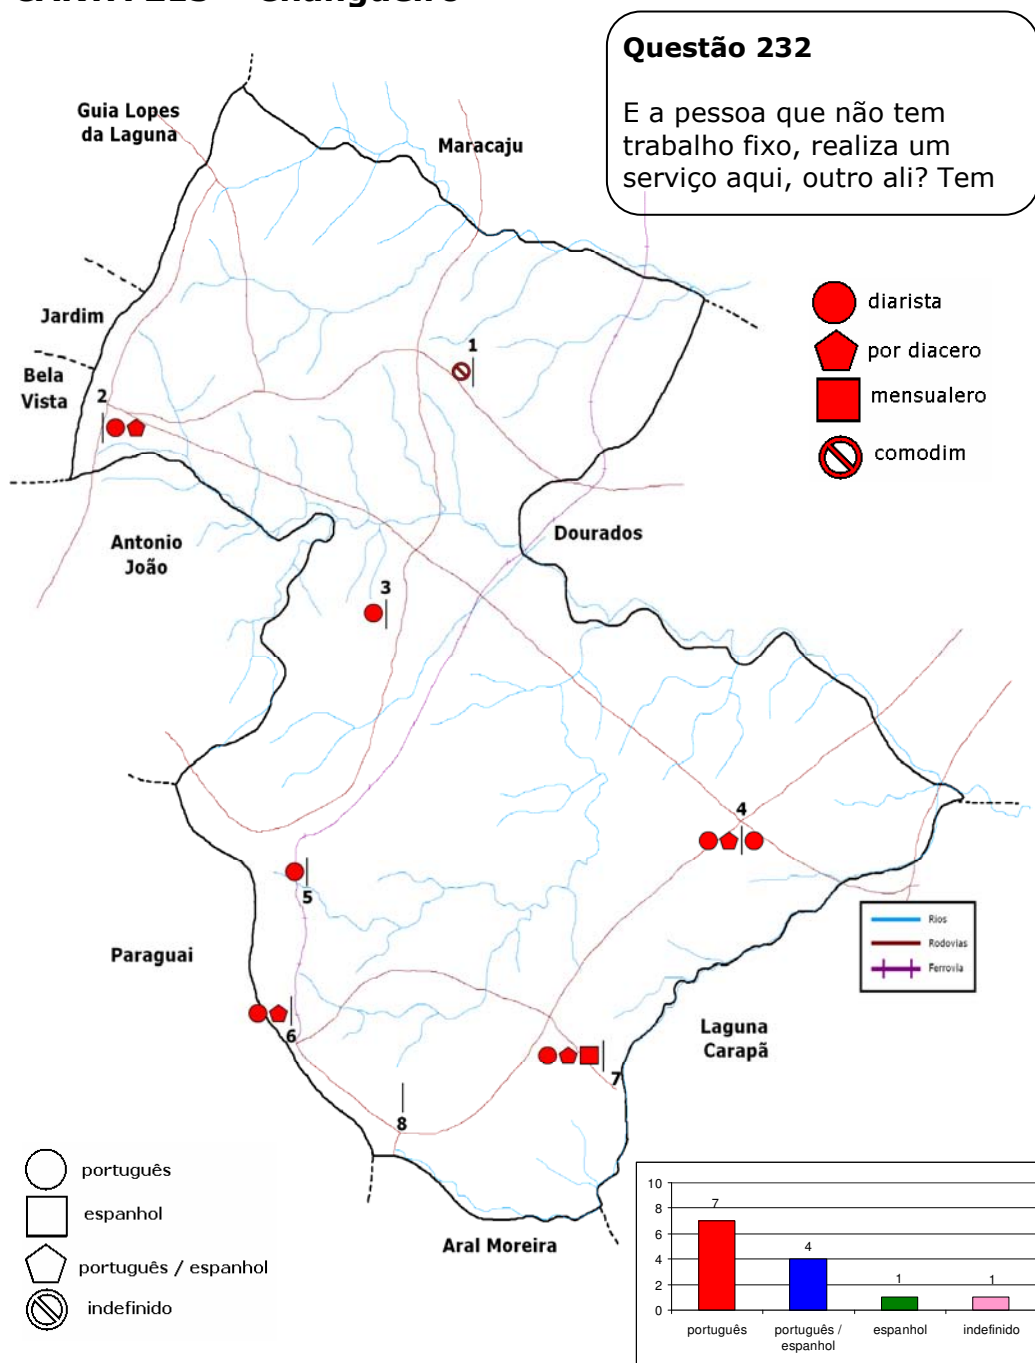 Questão 232
E a pessoa que não tem
trabalho fixo, realiza um
serviço aqui, outro ali? Tem
Guia Lopes
da Laguna
Maracaju
diarista
por diacero
mensualero
comodim
Jardim
Bela
Vista
1
2
Antonio
João
Dourados
3
4
5
Paraguai
Rios
Rodovias
Ferrovia
6
Laguna
Carapã
7
8
Aral Moreira
português
espanhol
português / espanhol
indefinido
10
8
6
4
2
0
7
4
1
1
português
português /
espanhol
espanhol
indefinido